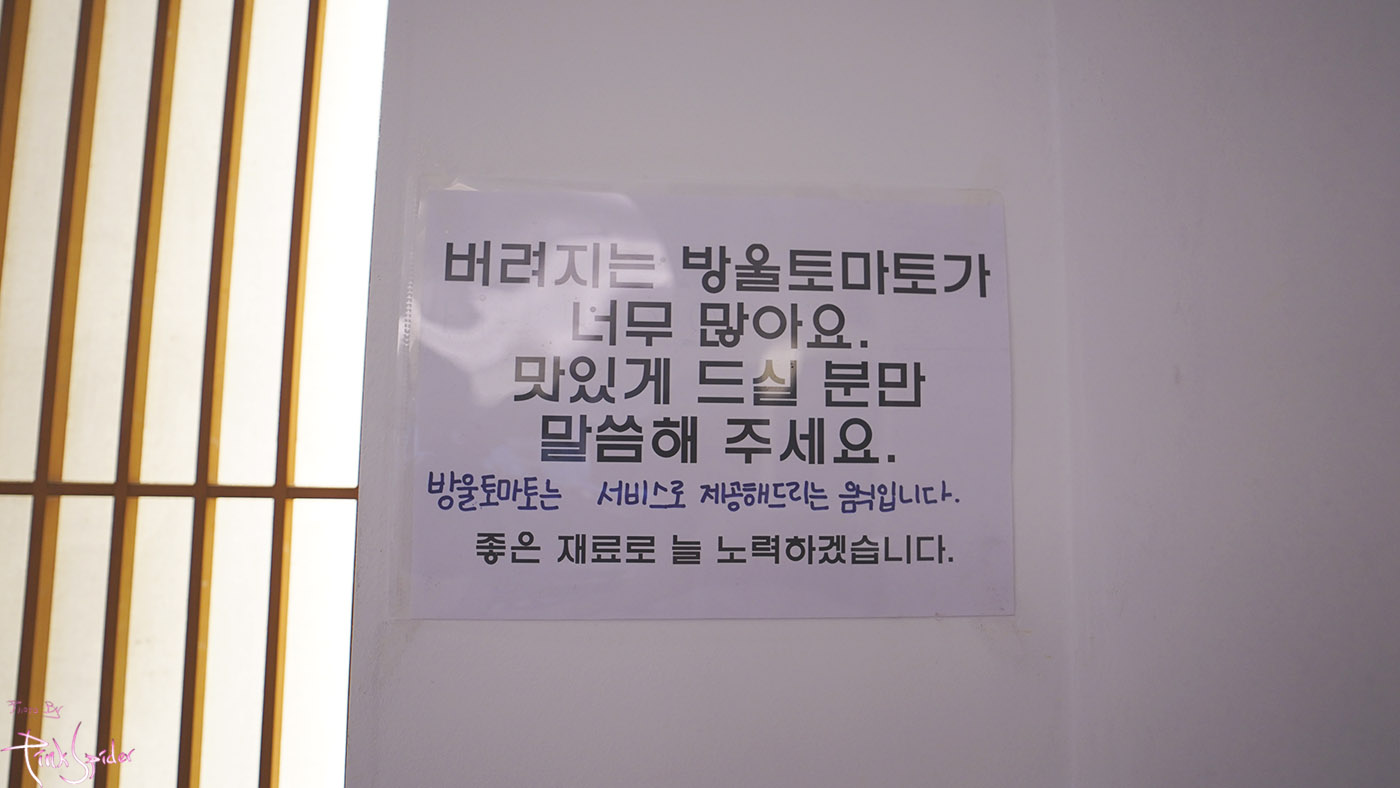 버려지는 방울토마토가
너무 많아요.
맛있게 드실 분만
말씀해 주세요.
방울토마토는 서비스로 제공해드리는 음식입니다.
좋은 재료로 늘 노력하겠습니다.
Photo By
PinkSpider